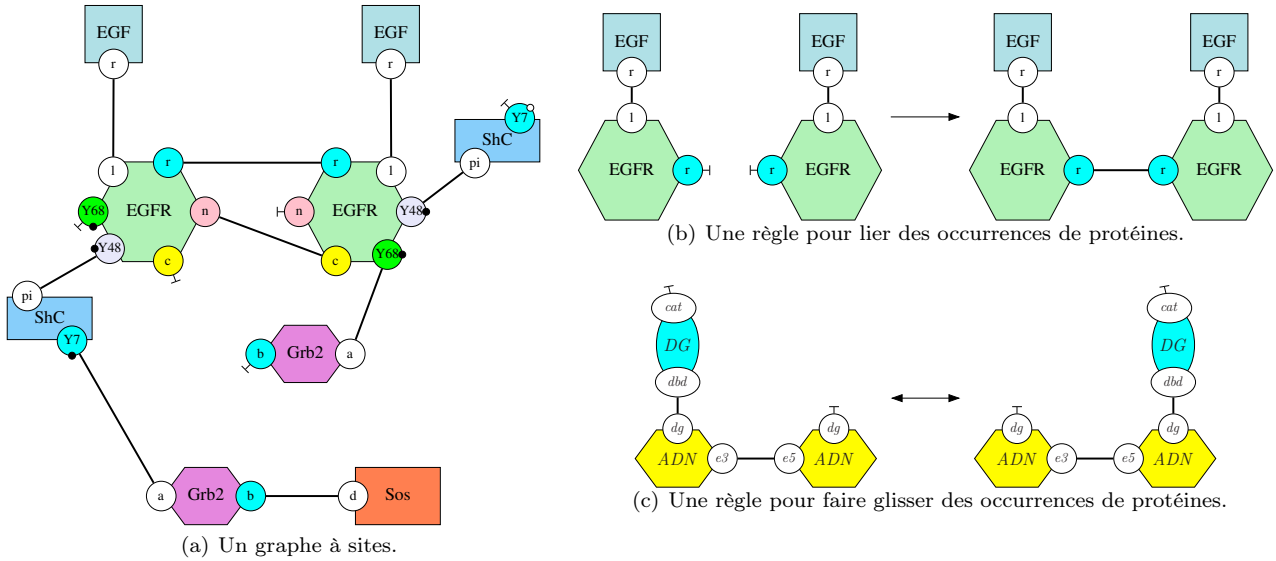 EGF
EGF
r
r
Y7
ShC
pi
r
r
l
l
Y68
EGFR
n
n
EGFR
Y48
Y48
c
c
Y68
pi
ShC
Y7
b
Grb2
a
a
Grb2
b
d
Sos
(a) Un graphe à sites.
EGF
EGF
EGF
EGF
r
r
r
r
l
l
l
l
EGFR
r
r
EGFR
EGFR
r
r
EGFR
(b) Une règle pour lier des occurrences de protéines.
cat
cat
DG
DG
dbd
dbd
dg
dg
dg
dg
ADN
e3
e5
ADN
ADN
e3
e5
ADN
(c) Une règle pour faire glisser des occurrences de protéines.